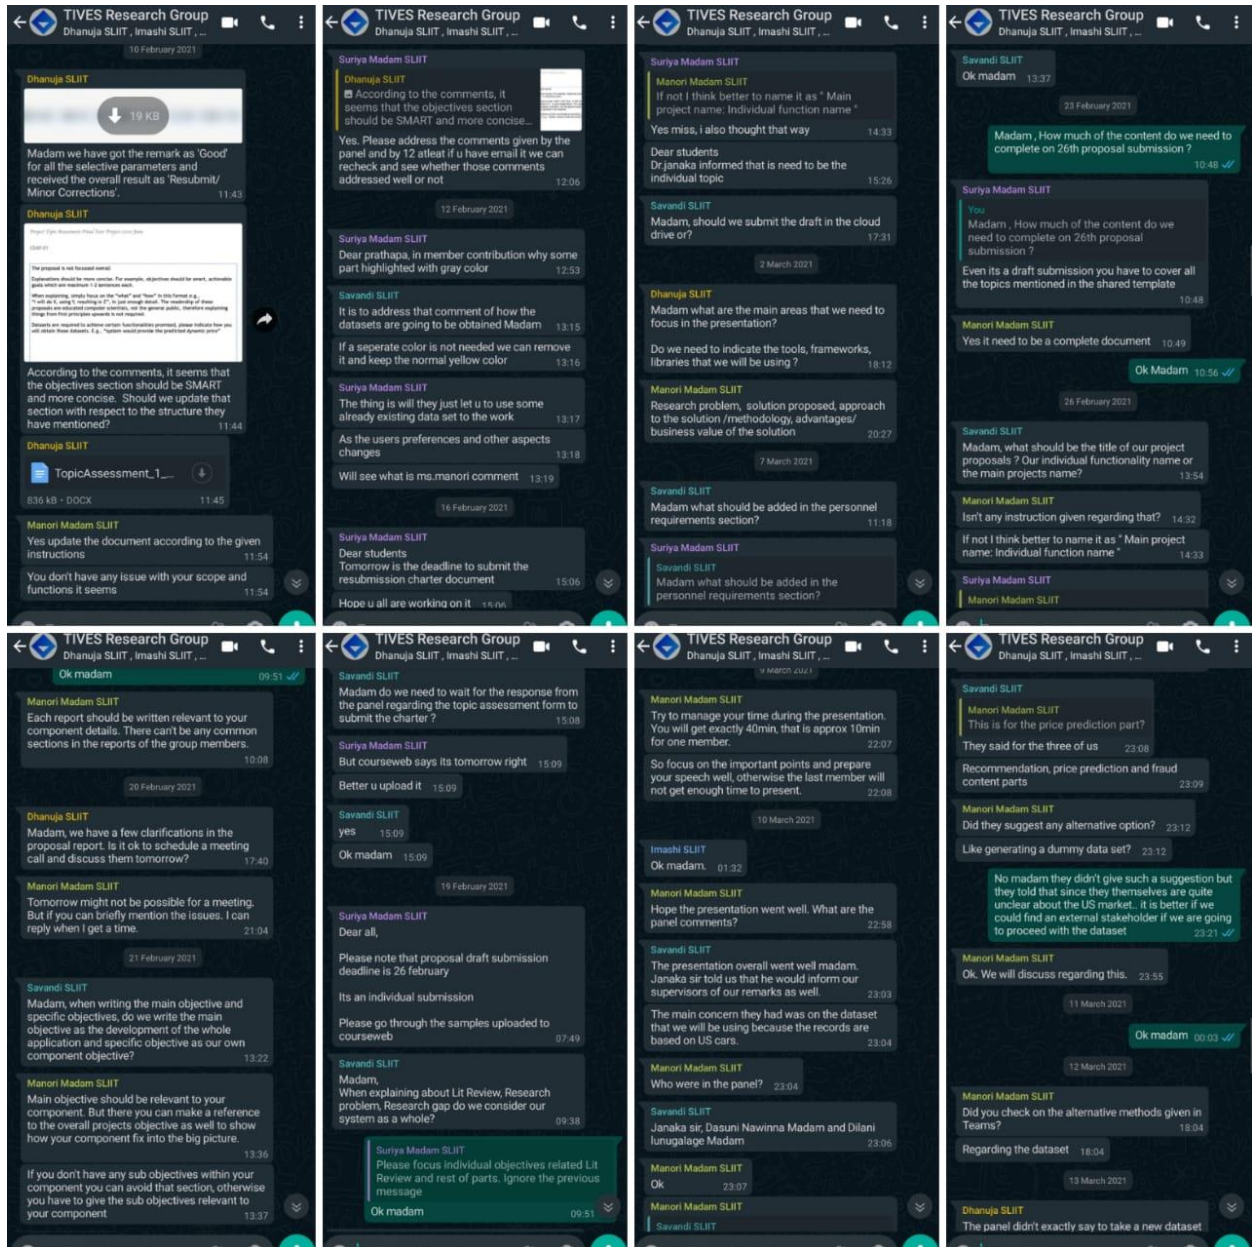 TIVES Research Group
Dhanuja SLIIT , Imashi SLIIT , ...
10 February 2021
Dhanuja SLIIT
19 KB
Madam we have got the remark as 'Good'
for all the selective parameters and
received the overall result as 'Resubmit/
Minor Corrections'.
11:43
Dhanuja SLIIT
The proposal is not focussed overall.
According to the comments, it
seems that the objectives section
should be SMART
and more concise. Should we update that
section with respect to the structure they
have mentioned?
11:44
Dhanuja SLIIT
TopicAssessment_1_...
836 kB • DOCX
11:45
Manori Madam SLIIT
Yes update the document according to the given
instructions
11:54
You don't have any issue with your scope and
functions it seems
11:54
TIVES Research Group
Dhanuja SLIIT , Imashi SLIIT , ...
Suriya Madam SLIIT
Dhanuja SLIIT
According to the comments, it
seems that the objectives section
should be SMART and more concise...
Yes. Please address the comments given by the
panel and by 12 atleat if u have email it we can
recheck and see whether those comments
addressed well or not
12:06
12 February 2021
Suriya Madam SLIIT
Dear prathapa, in member contribution why some
part highlighted with gray color
12:53
Savandi SLIIT
It is to address that comment of how the
datasets are going to be obtained Madam
13:15
If a seperate color is not needed we can remove
it and keep the normal yellow color
13:16
Suriya Madam SLIIT
The thing is will they just let u to use some
already existing data set to the work
13:17
As the users preferences and other aspects
changes
13:18
Will see what is ms.manori comment
13:19
16 February 2021
Suriya Madam SLIIT
Dear students
Tomorrow is the deadline to submit the
resubmission charter document
15:06
Hope u all are working on it
15:06
TIVES Research Group
Dhanuja SLIIT , Imashi SLIIT , ...
Suriya Madam SLIIT
Manori Madam SLIIT
If not I think better to name it as " Main
project name: Individual function name "
Yes miss, i also thought that way
14:33
Dear students
Dr.janaka informed that is need to be the
individual topic
15:26
Savandi SLIIT
Madam, should we submit the draft in the cloud
drive or?
17:31
2 March 2021
Dhanuja SLIIT
Madam what are the main areas that we need to
focus in the presentation?
Do we need to indicate the tools, frameworks,
libraries that we will be using ?
18:12
Manori Madam SLIIT
Research problem, solution proposed, approach
to the solution /methodology, advantages/
business value of the solution
20:27
7 March 2021
Savandi SLIIT
Madam what should be added in the personnel
requirements section?
11:18
Suriya Madam SLIIT
Savandi SLIIT
Madam what should be added in the
personnel requirements section?
TIVES Research Group
Dhanuja SLIIT , Imashi SLIIT , ...
Savandi SLIIT
Ok madam
13:37
23 February 2021
Madam , How much of the content do we need to
complete on 26th proposal submission ?
10:48
Suriya Madam SLIIT
You
Madam , How much of the content do we
need to complete on 26th proposal
submission ?
Even its a draft submission you have to cover all
the topics mentioned in the shared template
10:48
Manori Madam SLIIT
Yes it need to be a complete document
10:49
Ok Madam
10:56
26 February 2021
Savandi SLIIT
Madam, what should be the title of our project
proposals ? Our individual functionality name or
the main projects name?
13:54
Manori Madam SLIIT
Isn't any instruction given regarding that?
14:32
If not I think better to name it as " Main project
name: Individual function name "
14:33
Suriya Madam SLIIT
Manori Madam SLIIT
TIVES Research Group
Dhanuja SLIIT , Imashi SLIIT , ...
Ok madam
09:51
Manori Madam SLIIT
Each report should be written relevant to your
component details. There can't be any common
sections in the reports of the group members.
10:08
20 February 2021
Dhanuja SLIIT
Madam, we have a few clarifications in the
proposal report. Is it ok to schedule a meeting
call and discuss them tomorrow?
17:40
Manori Madam SLIIT
Tomorrow might not be possible for a meeting.
But if you can briefly mention the issues. I can
reply when I get a time.
21:04
21 February 2021
Savandi SLIIT
Madam, when writing the main objective and
specific objectives, do we write the main
objective as the development of the whole
application and specific objective as our own
component objective?
13:22
Manori Madam SLIIT
Main objective should be relevant to your
component. But there you can make a reference
to the overall projects objective as well to show
how your component fix into the big picture.
13:36
If you don't have any sub objectives within your
component you can avoid that section, otherwise
you have to give the sub objectives relevant to
your component
13:37
TIVES Research Group
Dhanuja SLIIT , Imashi SLIIT , ...
Savandi SLIIT
Madam do we need to wait for the response from
the panel regarding the topic assessment form to
submit the charter ?
15:08
Suriya Madam SLIIT
But courseweb says its tomorrow right
15:09
Better u upload it
15:09
Savandi SLIIT
yes
15:09
Ok madam
15:09
19 February 2021
Suriya Madam SLIIT
Dear all,
Please note that proposal draft submission
deadline is 26 february
Its an individual submission
Please go through the samples uploaded to
courseweb
07:49
Savandi SLIIT
Madam,
When explaining about Lit Review, Research
problem, Research gap do we consider our
system as a whole?
09:38
Suriya Madam SLIIT
Please focus individual objectives related Lit
Review and rest of parts. Ignore the previous
message
Ok madam
09:51
TIVES Research Group
Dhanuja SLIIT , Imashi SLIIT , ...
9 March 2021
Manori Madam SLIIT
Try to manage your time during the presentation.
You will get exactly 40min, that is approx 10min
for one member.
22:07
So focus on the important points and prepare
your speech well, otherwise the last member will
not get enough time to present.
22:08
10 March 2021
Imashi SLIIT
Ok madam.
01:32
Manori Madam SLIIT
Hope the presentation went well. What are the
panel comments?
22:58
Savandi SLIIT
The presentation overall went well madam.
Janaka sir told us that he would inform our
supervisors of our remarks as well.
23:03
The main concern they had was on the dataset
that we will be using because the records are
based on US cars.
23:04
Manori Madam SLIIT
Who were in the panel?
23:04
Savandi SLIIT
Janaka sir, Dasuni Nawinna Madam and Dilani
lunugalage Madam
23:06
Manori Madam SLIIT
Ok
23:07
Manori Madam SLIIT
Savandi SLIIT
TIVES Research Group
Dhanuja SLIIT , Imashi SLIIT , ...
Savandi SLIIT
Manori Madam SLIIT
This is for the price prediction part?
They said for the three of us
23:08
Recommendation, price prediction and fraud
content parts
23:09
Manori Madam SLIIT
Did they suggest any alternative option?
23:12
Like generating a dummy data set?
23:12
No madam they didn't give such a suggestion but
they told that since they themselves are quite
unclear about the US market.. it is better if we
could find an external stakeholder if we are going
to proceed with the dataset
23:21
Manori Madam SLIIT
Ok. We will discuss regarding this.
23:55
11 March 2021
Ok madam
00:03
12 March 2021
Manori Madam SLIIT
Did you check on the alternative methods given in
Teams?
18:04
Regarding the dataset
18:04
13 March 2021
Dhanuja SLIIT
The panel didn't exactly say to take a new dataset